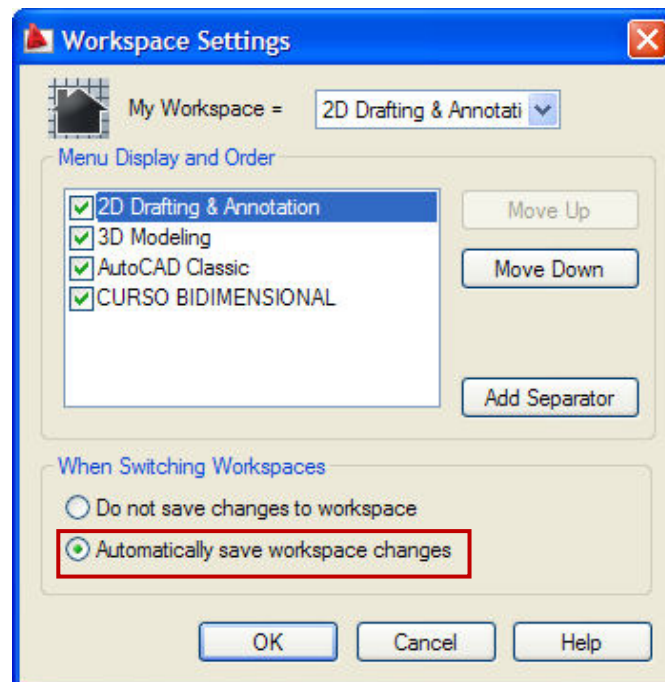 Workspace Settings
My Workspace =
2D Drafting & Annotati
Menu Display and Order
2D Drafting & Annotation
3D Modeling
AutoCAD Classic
CURSO BIDIMENSIONAL
Move Up
Move Down
Add Separator
When Switching Workspaces
Do not save changes to workspace
Automatically save workspace changes
OK Cancel Help